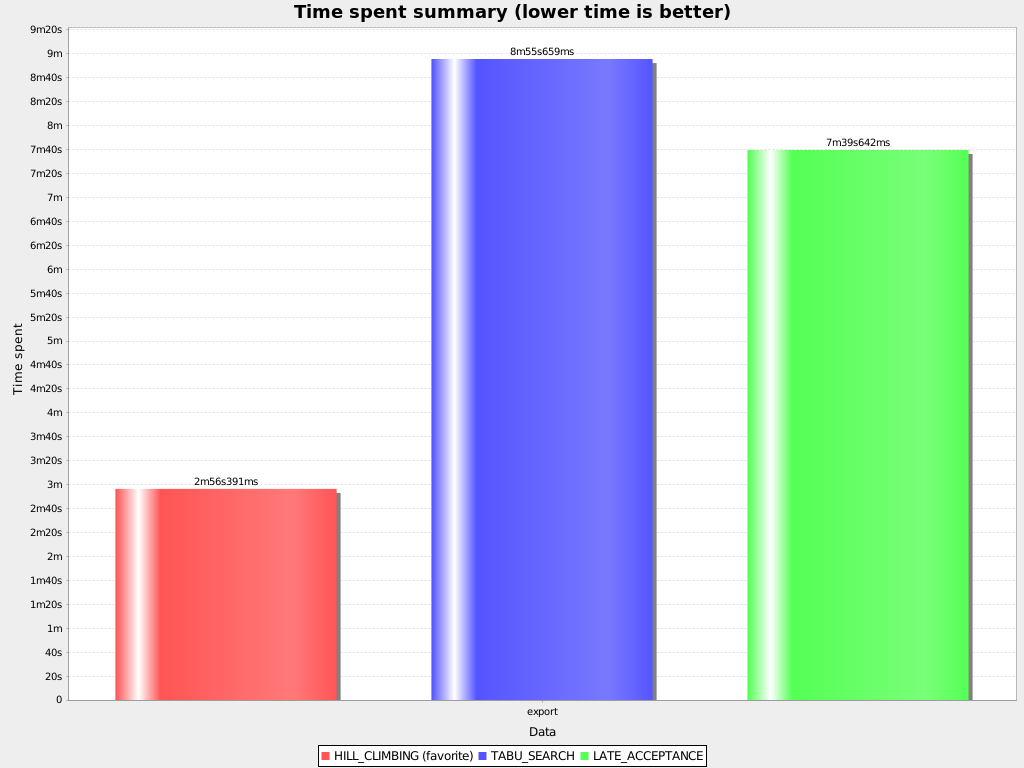 Time spent summary (lower time is better)
9m20s
9m
8m40s
8m20s
8m
7m40s
7m20s
7m
6m40s
6m20s
6m
5m40s
5m20s
5m
4m40s
4m20s
4m
3m40s
3m20s
3m
2m40s
2m20s
2m
1m40s
1m20s
1m
40s
20s
0
Time spent
2m56s391ms
8m55s659ms
7m39s642ms
export
Data
HILL_CLIMBING (favorite) TABU_SEARCH LATE_ACCEPTANCE